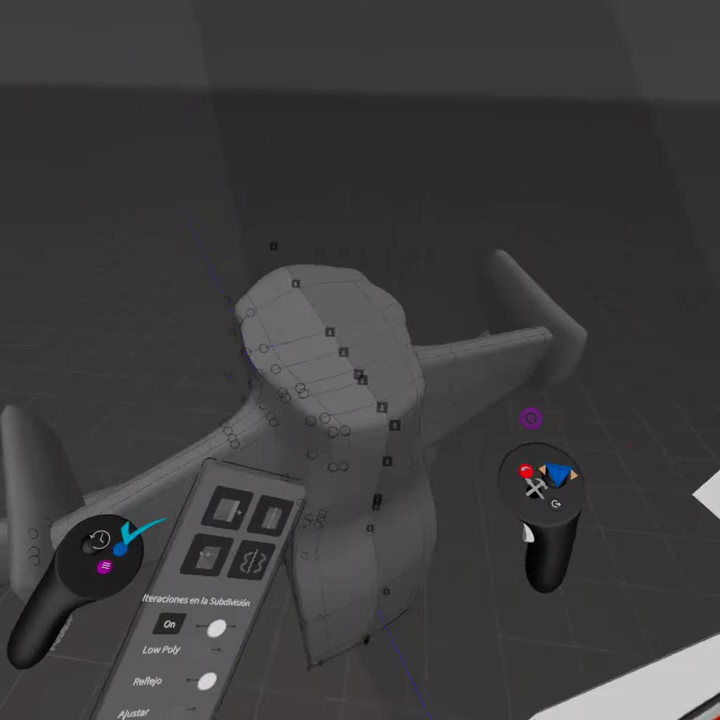 Iteraciones en la Subdivisión
On
Low Poly
Reflejo
Ajustar